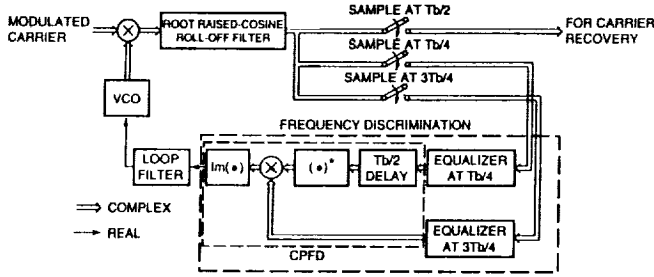 MODULATED
CARRIER
ROOT RAISED-COSINE
ROLL-OFF FILTER
SAMPLE AT Tb/2
FOR CARRIER
RECOVERY
SAMPLE AT Tb/4
SAMPLE AT 3Tb/4
VCO
FREQUENCY DISCRIMINATION
LOOP
FILTER
Im(•)
(•)*
Tb/2
DELAY
EQUALIZER
AT Tb/4
COMPLEX
REAL
EQUALIZER
AT 3Tb/4
CPFD